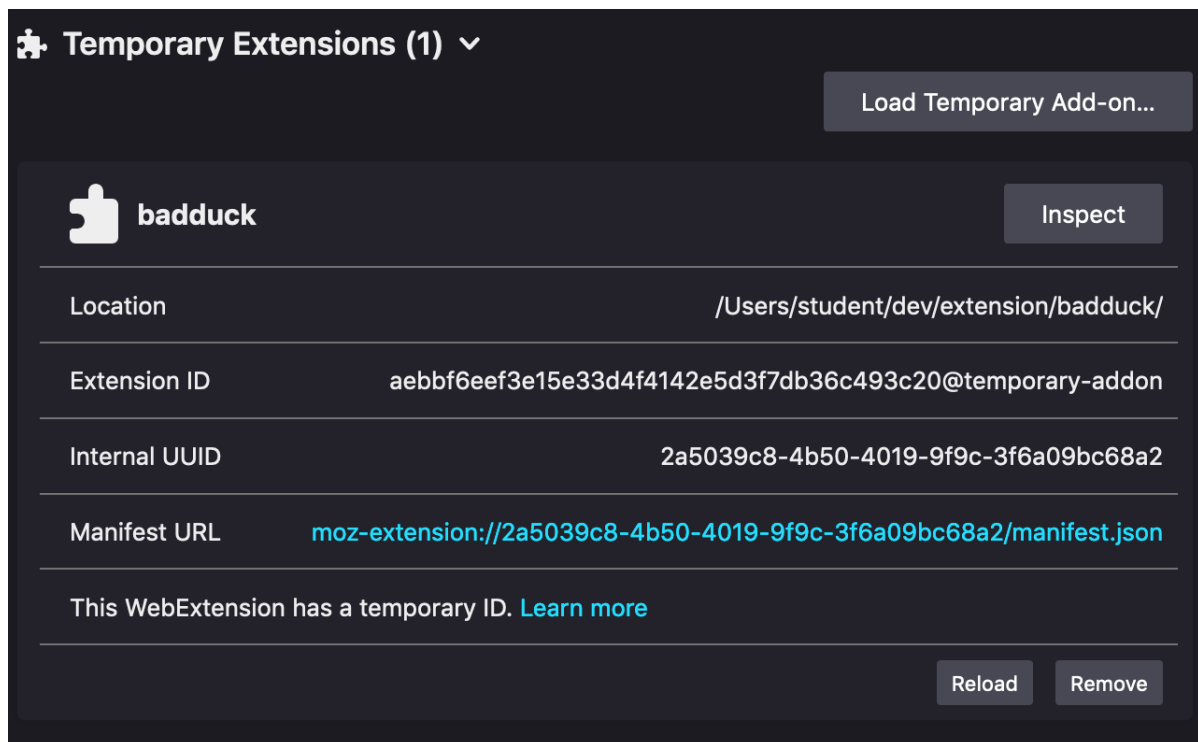 Temporary Extensions (1)
Load Temporary Add-on...
badduck
Inspect
Location /Users/student/dev/extension/badduck/
Extension ID aebbf6eef3e15e33d4f4142e5d3f7db36c493c20@temporary-addon
Internal UUID 2a5039c8-4b50-4019-9f9c-3f6a09bc68a2
Manifest URL moz-extension://2a5039c8-4b50-4019-9f9c-3f6a09bc68a2/manifest.json
This WebExtension has a temporary ID. Learn more
Reload Remove